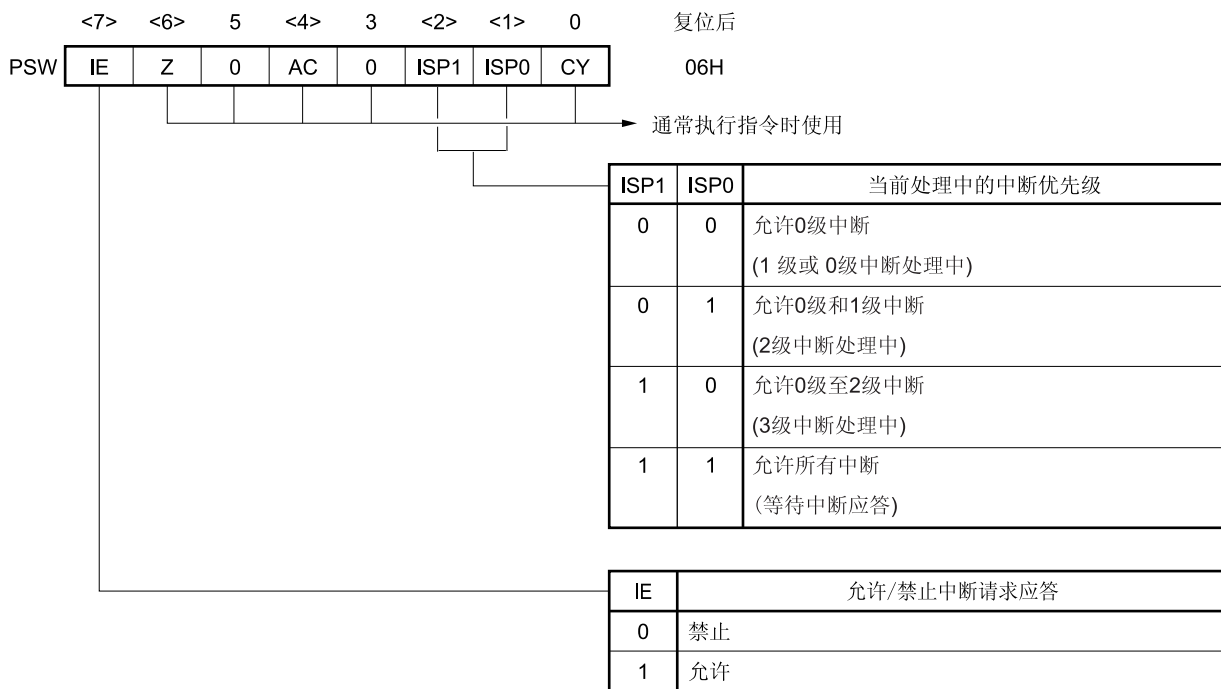 <7> <6> 5 <4> 3 <2> <1> 0 复位后
PSW IE Z 0 AC 0 ISP1 ISP0 CY 06H
通常执行指令时使用
ISP1 ISP0 当前处理中的中断优先级
0 0 允许0级中断
(1 级或 0级中断处理中)
0 1 允许0级和1级中断
(2级中断处理中)
1 0 允许0级至2级中断
(3级中断处理中)
1 1 允许所有中断
(等待中断应答)
IE 允许/禁止中断请求应答
0 禁止
1 允许